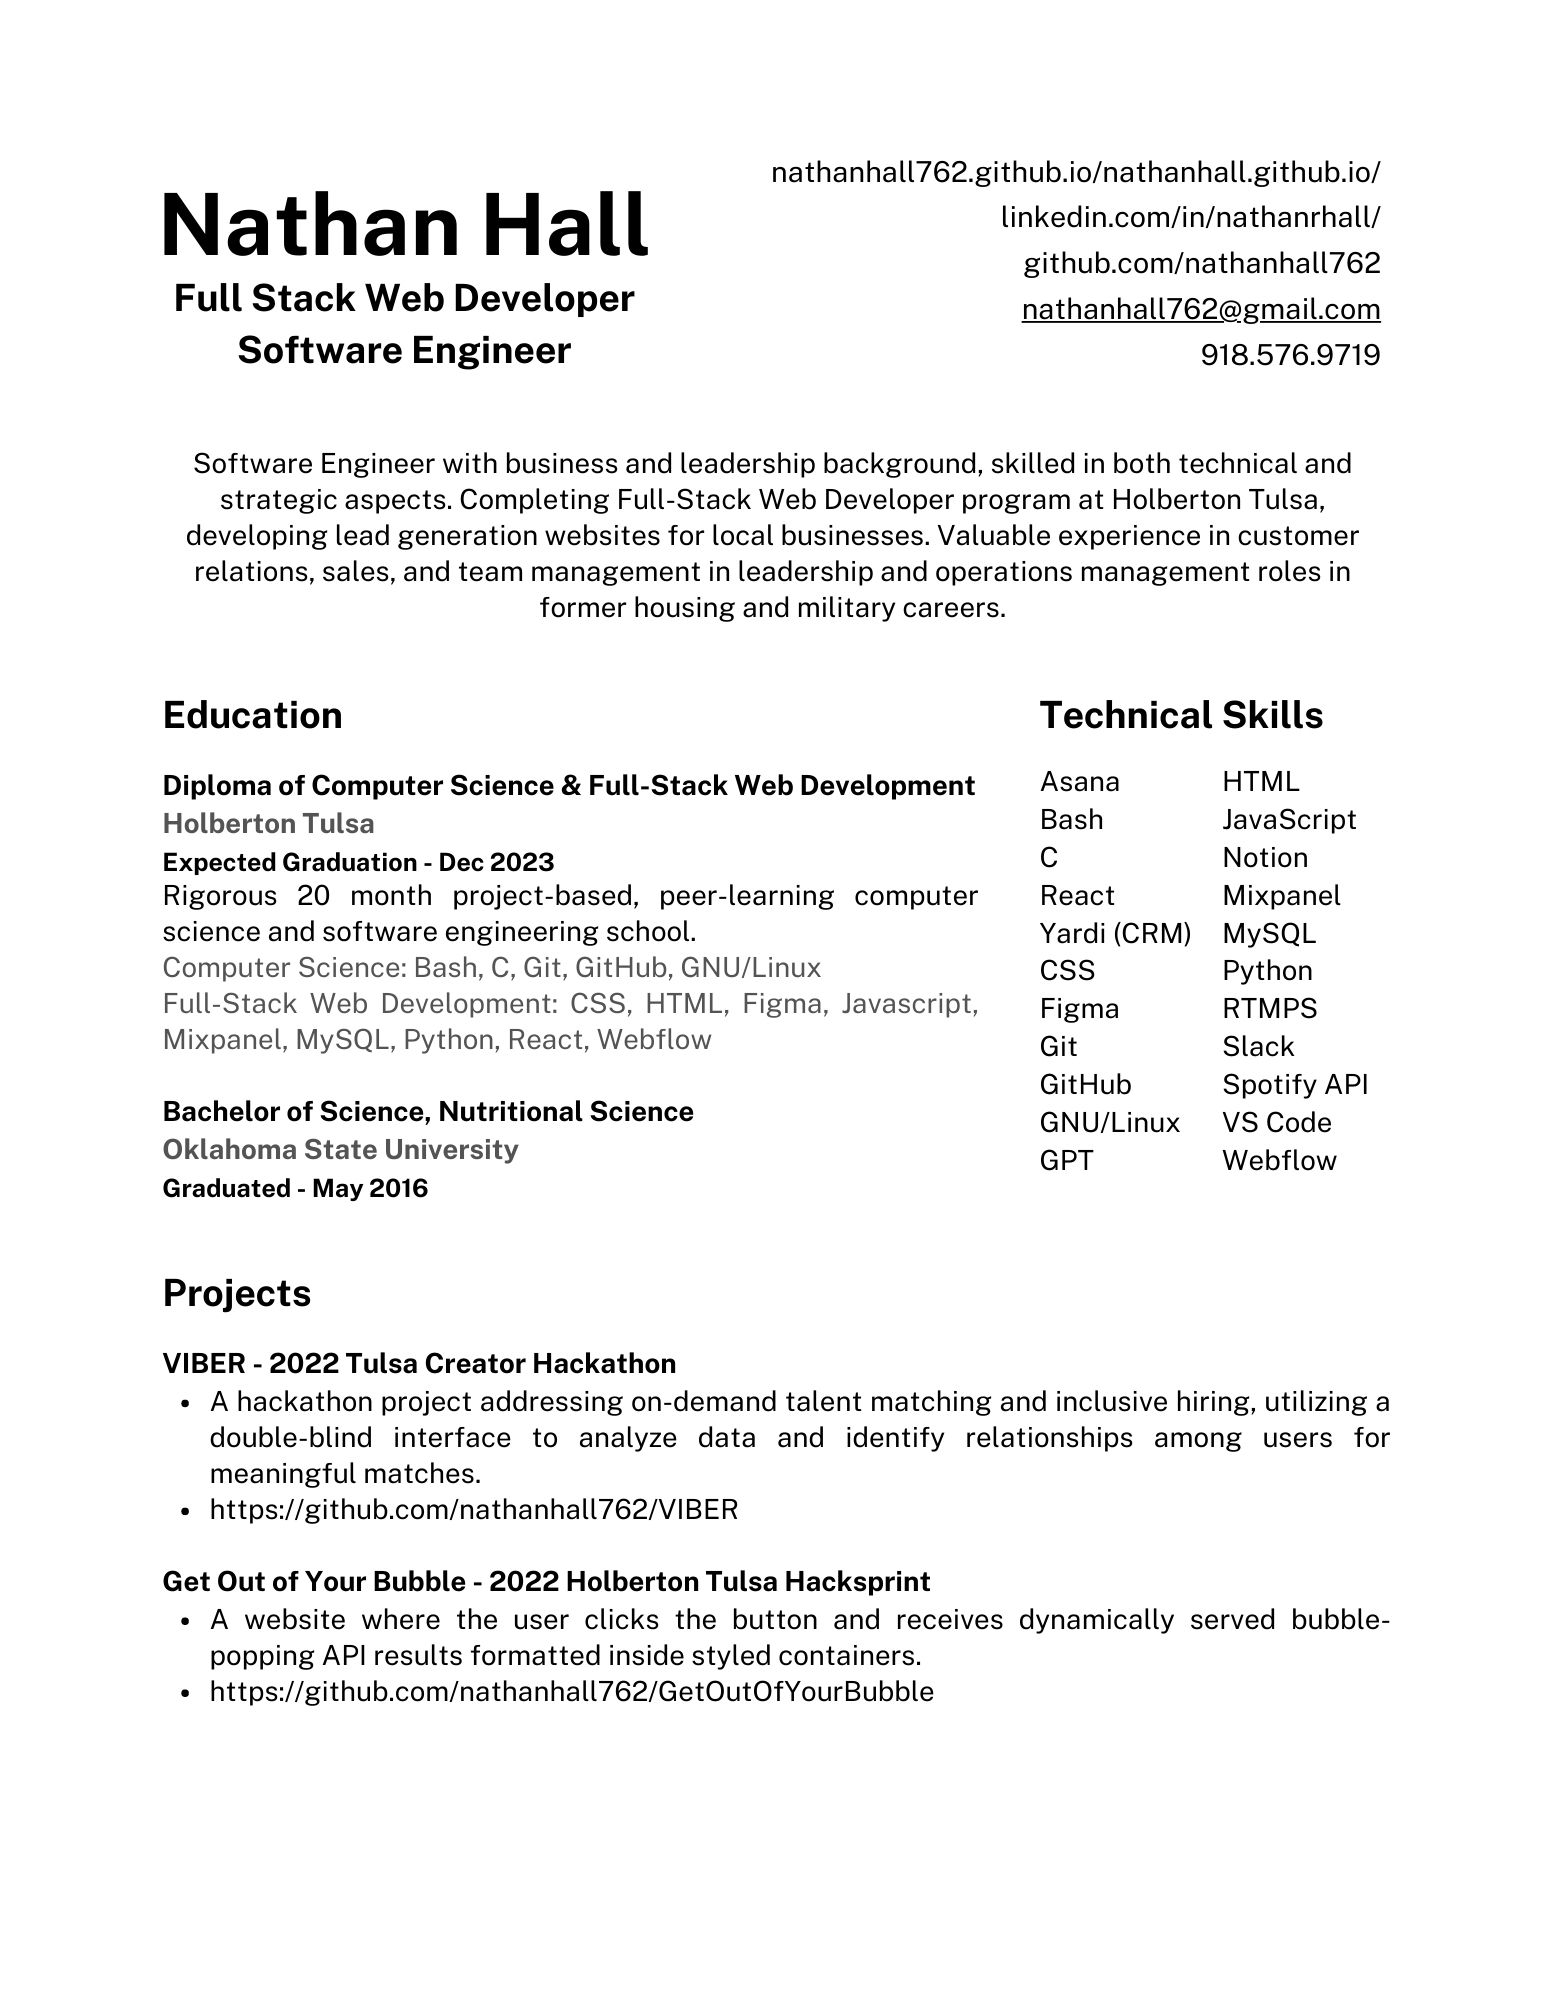 Nathan Hall
Full Stack Web Developer
Software Engineer
nathanhall762.github.io/nathanhall.github.io/
linkedin.com/in/nathanrhall/
github.com/nathanhall762
nathanhall762@gmail.com
918.576.9719
Software Engineer with business and leadership background, skilled in both technical and
strategic aspects. Completing Full-Stack Web Developer program at Holberton Tulsa,
developing lead generation websites for local businesses. Valuable experience in customer
relations, sales, and team management in leadership and operations management roles in
former housing and military careers.
Education
Diploma of Computer Science & Full-Stack Web Development
Holberton Tulsa
Expected Graduation - Dec 2023
Rigorous 20 month project-based, peer-learning computer
science and software engineering school.
Computer Science: Bash, C, Git, GitHub, GNU/Linux
Full-Stack Web Development: CSS, HTML, Figma, Javascript,
Mixpanel, MySQL, Python, React, Webflow
Bachelor of Science, Nutritional Science
Oklahoma State University
Graduated - May 2016
Technical Skills
Asana
Bash
C
React
Yardi (CRM)
CSS
Figma
Git
GitHub
GNU/Linux
GPT
HTML
JavaScript
Notion
Mixpanel
MySQL
Python
RTMPS
Slack
Spotify API
VS Code
Webflow
Projects
VIBER - 2022 Tulsa Creator Hackathon
• A hackathon project addressing on-demand talent matching and inclusive hiring, utilizing a
double-blind interface to analyze data and identify relationships among users for
meaningful matches.
• https://github.com/nathanhall762/VIBER
Get Out of Your Bubble - 2022 Holberton Tulsa Hacksprint
• A website where the user clicks the button and receives dynamically served bubble-
popping API results formatted inside styled containers.
• https://github.com/nathanhall762/GetOutOfYourBubble